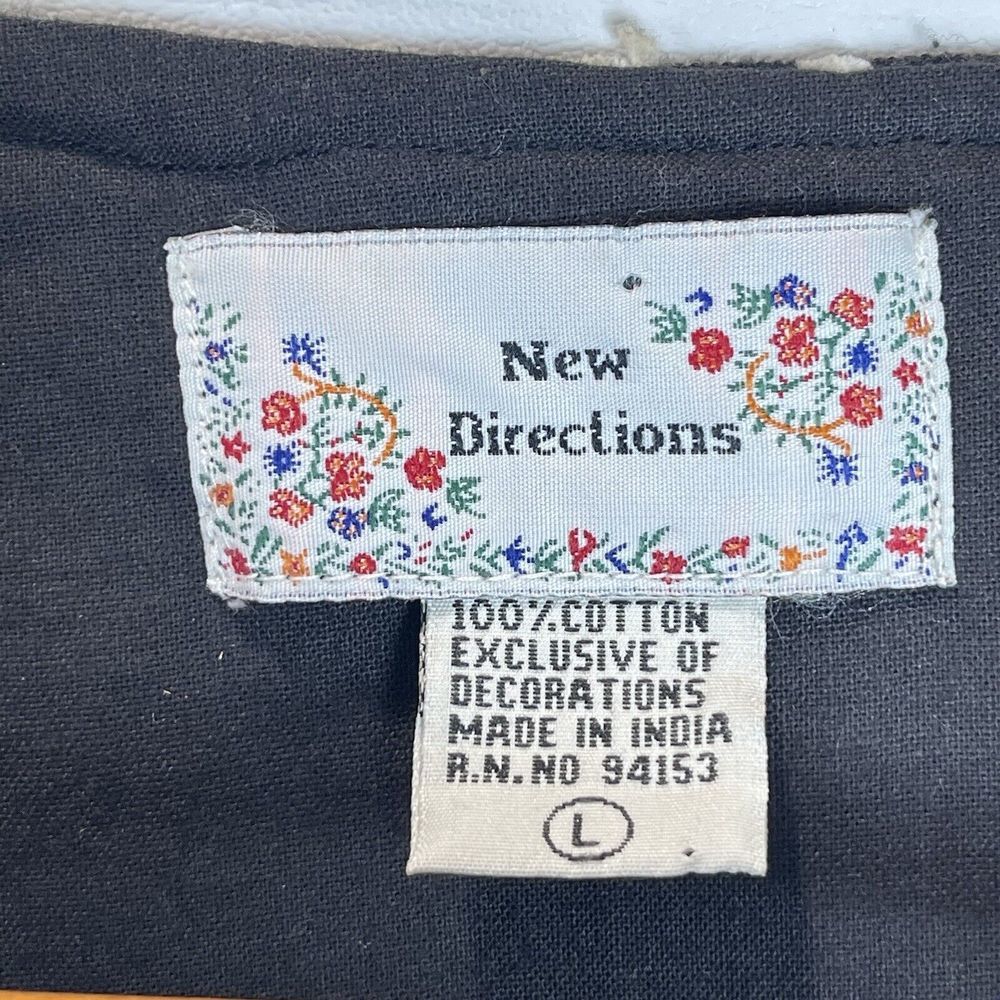 New
Directions
100% COTTON
EXCLUSIVE OF
DECORATIONS
MADE IN INDIA
R.N.NO 94153
L